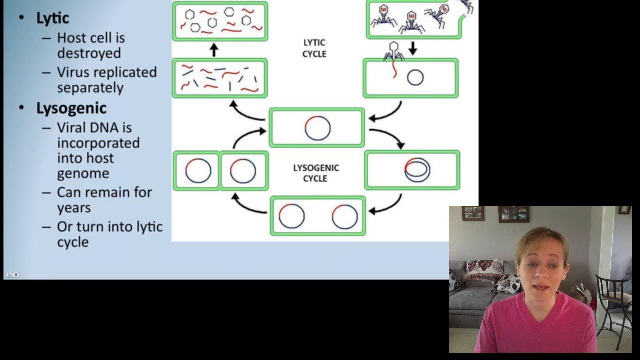 • Lytic
– Host cell is
destroyed
– Virus replicated
separately
• Lysogenic
– Viral DNA is
incorporated
into host
genome
– Can remain for
years
– Or turn into lytic
cycle
LYTIC
CYCLE
LYSOGENIC
CYCLE